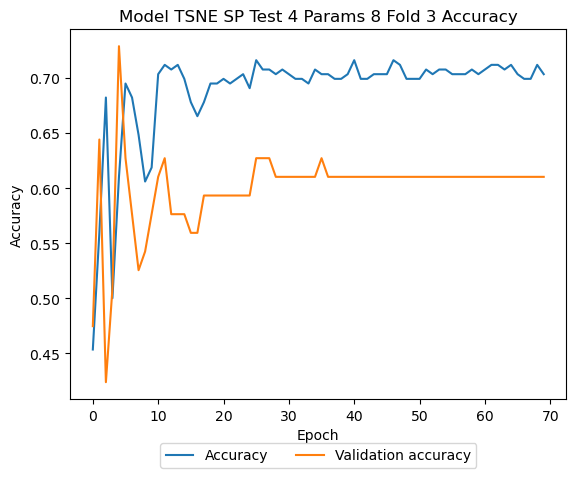 Model TSNE SP Test 4 Params 8 Fold 3 Accuracy
Accuracy
0.70
0.65
0.60
0.55
0.50
0.45
0 10 20 30 40 50 60 70
Epoch
Accuracy Validation accuracy